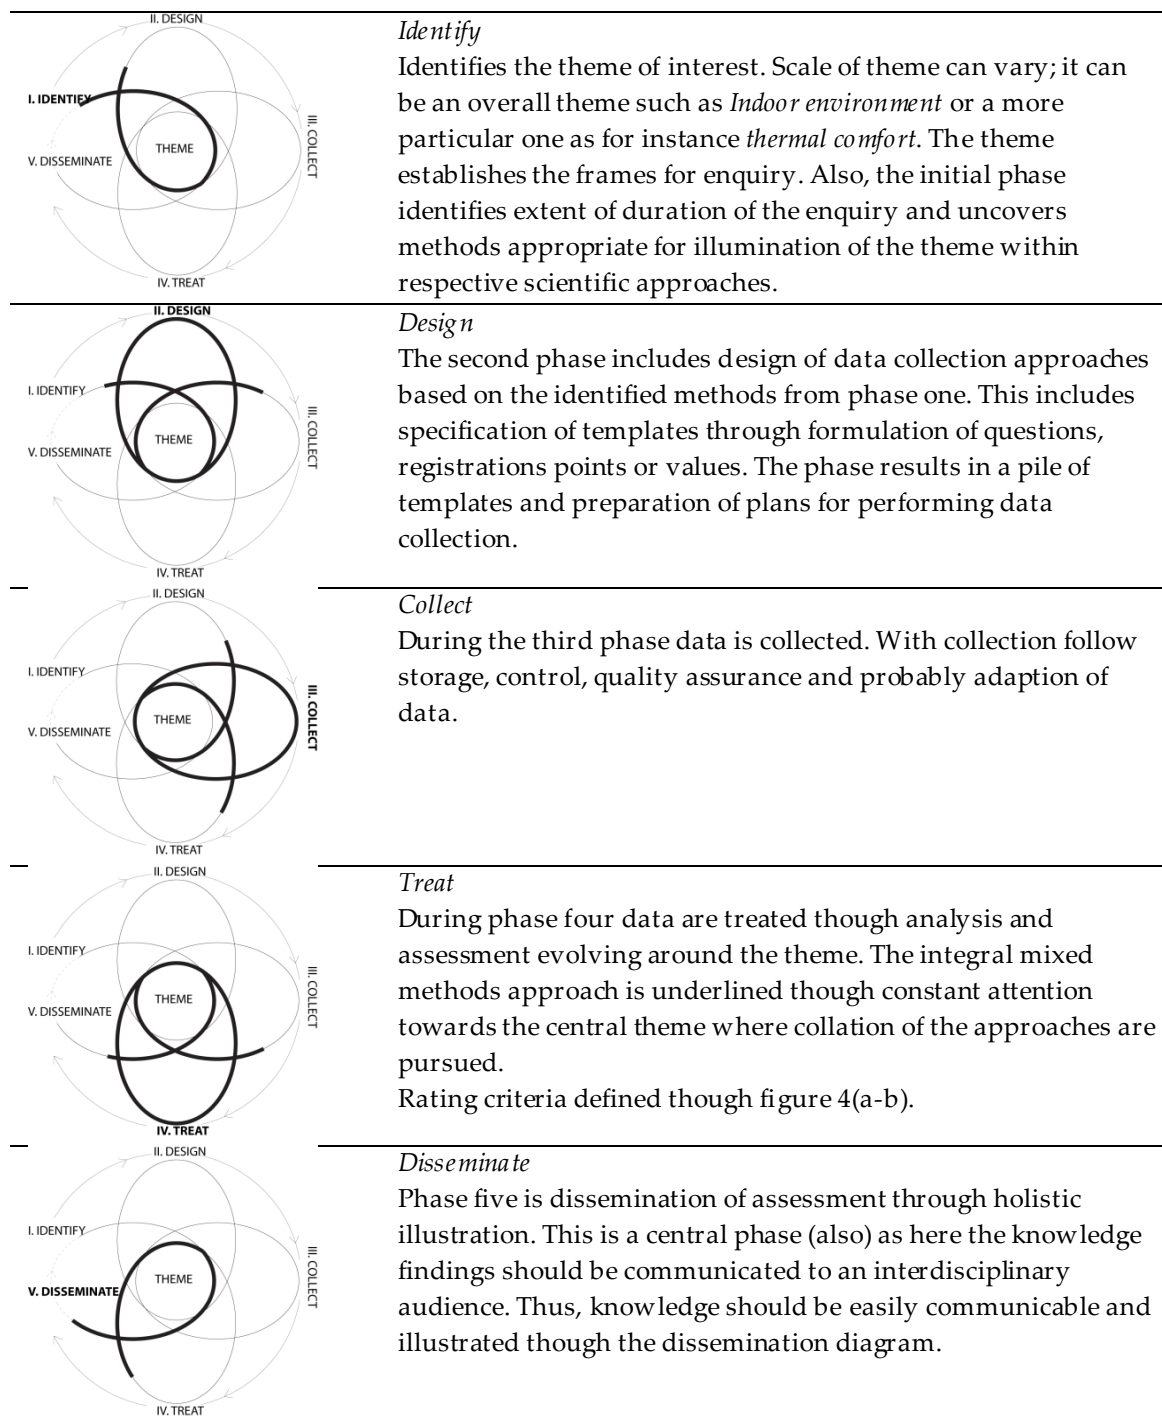 II. DESIGN
I. IDENTIFY
THEME
III. COLLECT
V. DISSEMINATE
IV. TREAT
Identify
Identifies the theme of interest. Scale of theme can vary; it can
be an overall theme such as Indoor environment or a more
particular one as for instance thermal comfort. The theme
establishes the frames for enquiry. Also, the initial phase
identifies extent of duration of the enquiry and uncovers
methods appropriate for illumination of the theme within
respective scientific approaches.
II. DESIGN
I. IDENTIFY
THEME
III. COLLECT
V. DISSEMINATE
IV. TREAT
Design
The second phase includes design of data collection approaches
based on the identified methods from phase one. This includes
specification of templates through formulation of questions,
registrations points or values. The phase results in a pile of
templates and preparation of plans for performing data
collection.
II. DESIGN
I. IDENTIFY
THEME
III. COLLECT
V. DISSEMINATE
IV. TREAT
Collect
During the third phase data is collected. With collection follow
storage, control, quality assurance and probably adaption of
data.
II. DESIGN
I. IDENTIFY
THEME
III. COLLECT
V. DISSEMINATE
IV. TREAT
Treat
During phase four data are treated though analysis and
assessment evolving around the theme. The integral mixed
methods approach is underlined though constant attention
towards the central theme where collation of the approaches are
pursued.
Rating criteria defined though figure 4(a-b).
II. DESIGN
I. IDENTIFY
THEME
III. COLLECT
V. DISSEMINATE
IV. TREAT
Disseminate
Phase five is dissemination of assessment through holistic
illustration. This is a central phase (also) as here the knowledge
findings should be communicated to an interdisciplinary
audience. Thus, knowledge should be easily communicable and
illustrated though the dissemination diagram.